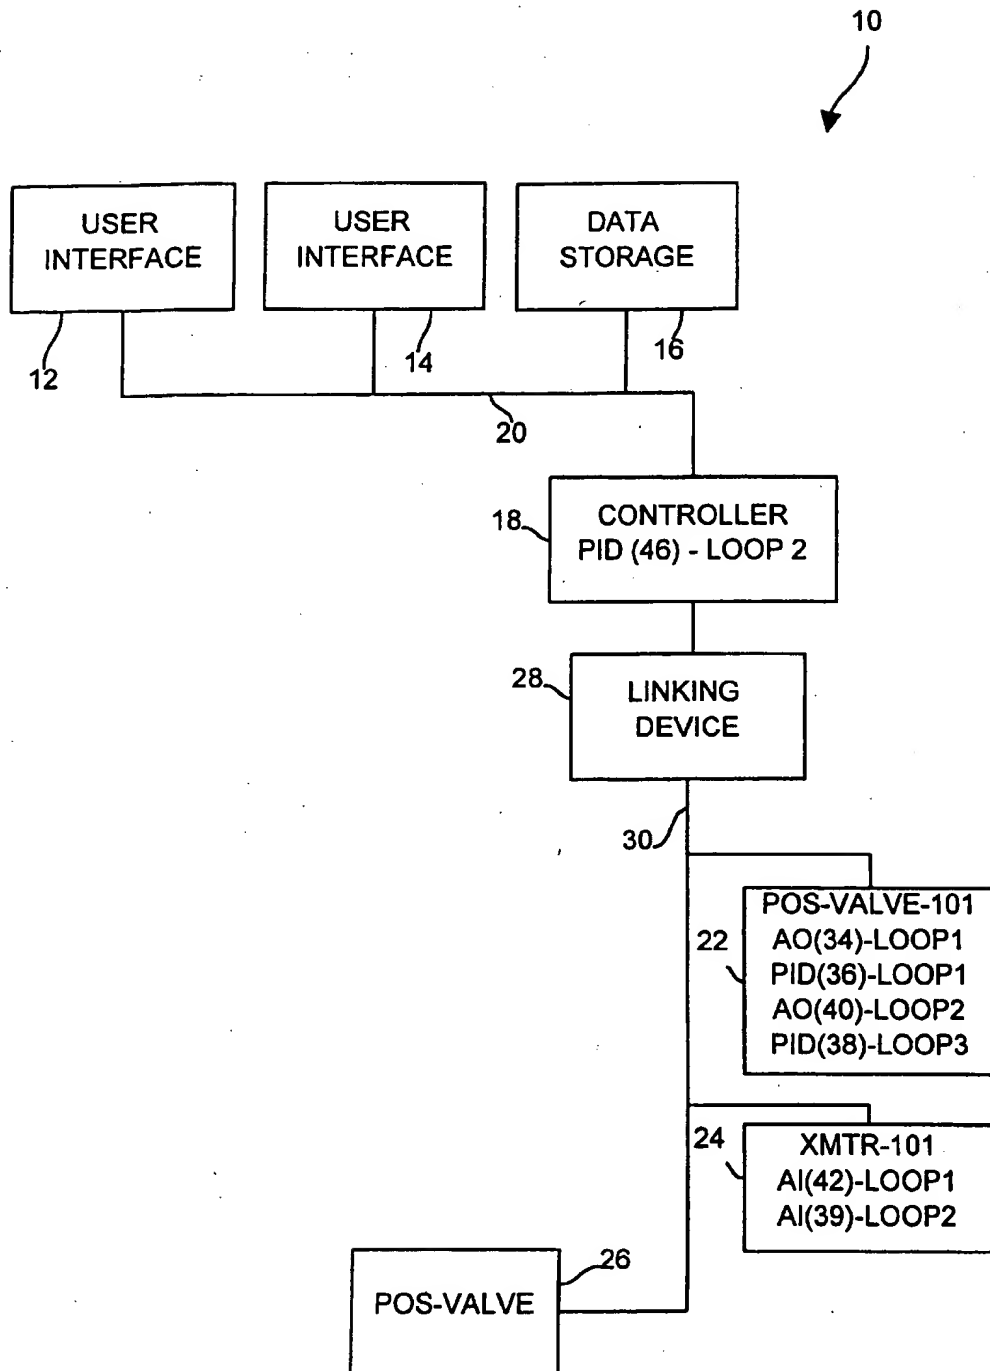 10
USER
INTERFACE
USER
INTERFACE
DATA
STORAGE
12
14
16
20
18
CONTROLLER
PID (46) - LOOP 2
28
LINKING
DEVICE
30
22
POS-VALVE-101
AO(34)-LOOP1
PID(36)-LOOP1
AO(40)-LOOP2
PID(38)-LOOP3
24
XMTR-101
AI(42)-LOOP1
AI(39)-LOOP2
26
POS-VALVE